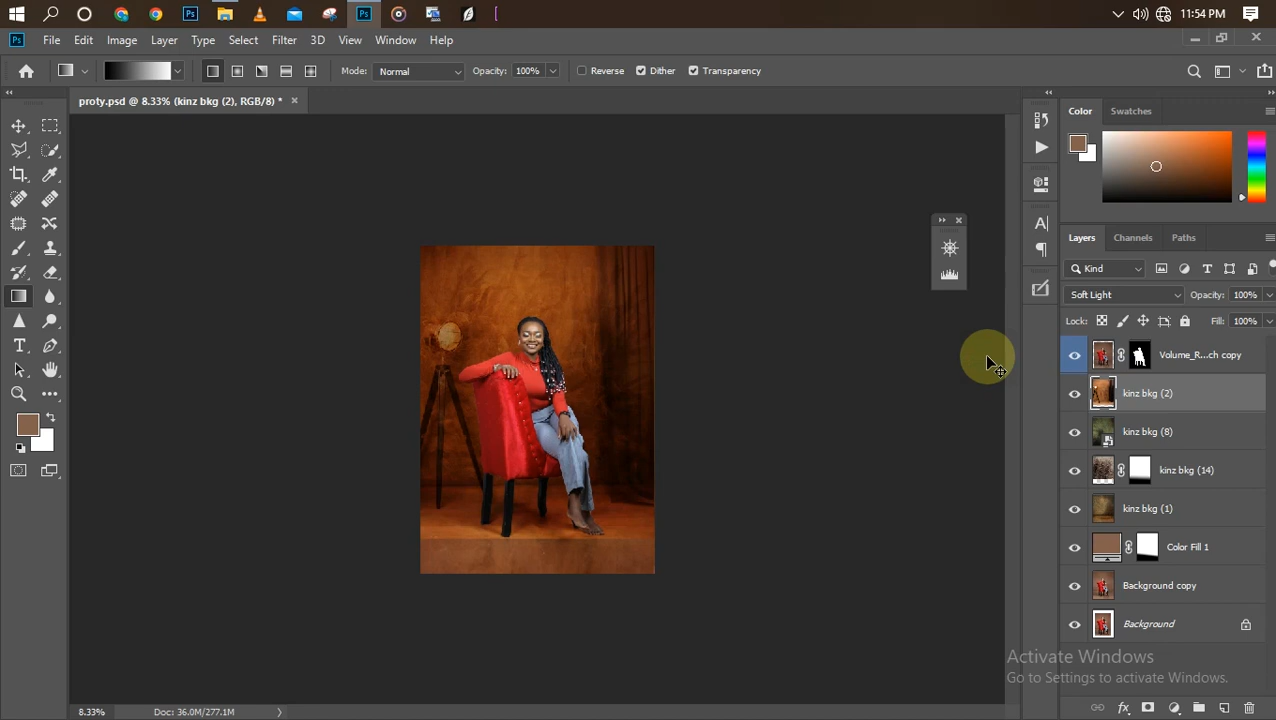 11:54 PM
Ps File Edit Image Layer Type Select Filter 3D View Window Help
Mode: Normal Opacity: 100% Reverse Dither Transparency
proty.psd @ 8.33% (kinz bkg (2), RGB/8) *
Color Swatches
Layers Channels Paths
Kind
Soft Light Opacity: 100%
Lock: Fill: 100%
Volume_R...ch copy
kinz bkg (2)
kinz bkg (8)
kinz bkg (14)
kinz bkg (1)
Color Fill 1
Background copy
Background
Activate Windows
Go to Settings to activate Windows.
8.33% Doc: 36.0M/277.1M